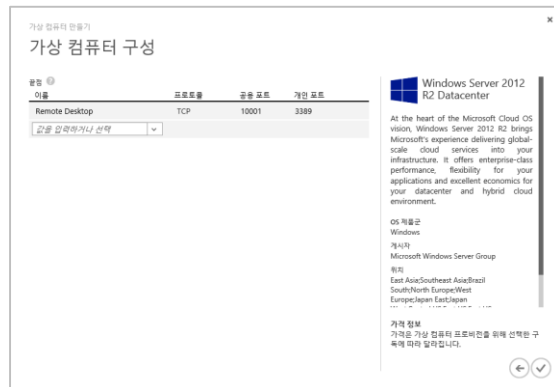 가상 컴퓨터 만들기
가상 컴퓨터 구성
끝점
이름 프로토콜 공용 포트 개인 포트
Remote Desktop TCP 10001 3389
값을 입력하거나 선택
Windows Server 2012
R2 Datacenter
At the heart of the Microsoft Cloud OS
vision, Windows Server 2012 R2 brings
Microsoft's experience delivering global-
scale cloud services into your
infrastructure. It offers enterprise-class
performance, flexibility for your
applications and excellent economics for
your datacenter and hybrid cloud
environment.
OS 제품군
Windows
게시자
Microsoft Windows Server Group
위치
East Asia;Southeast Asia;Brazil
South;North Europe;West
Europe;Japan East;Japan
가격 정보
가격은 가상 컴퓨터 프로비전을 위해 선택한 구
독에 따라 달라집니다.